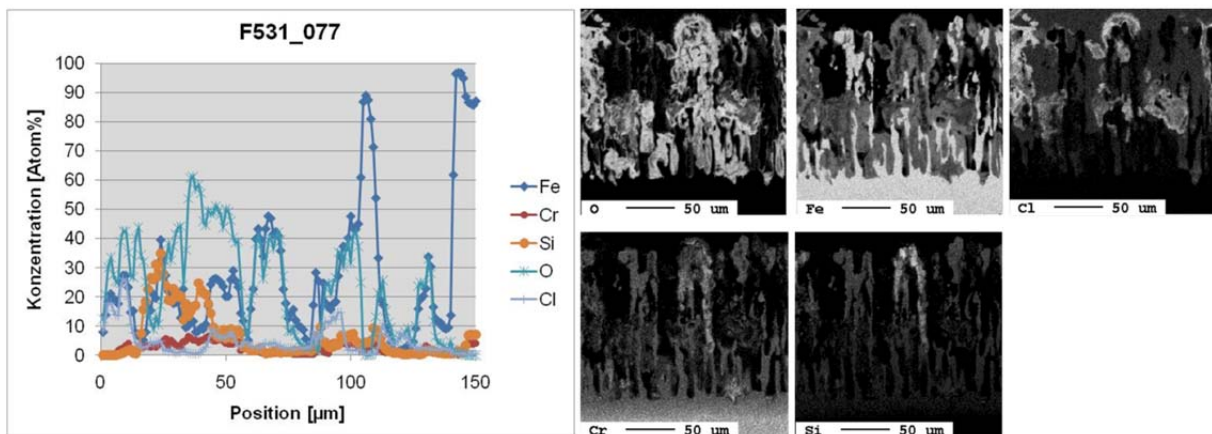 F531_077
Konzentration [Atom%]
100
90
80
70
60
50
40
30
20
10
0
0 50 100 150
Position [µm]
Fe
Cr
Si
O
Cl
O 50 um
Fe 50 um
Cl 50 um
Cr 50 um
Si 50 um